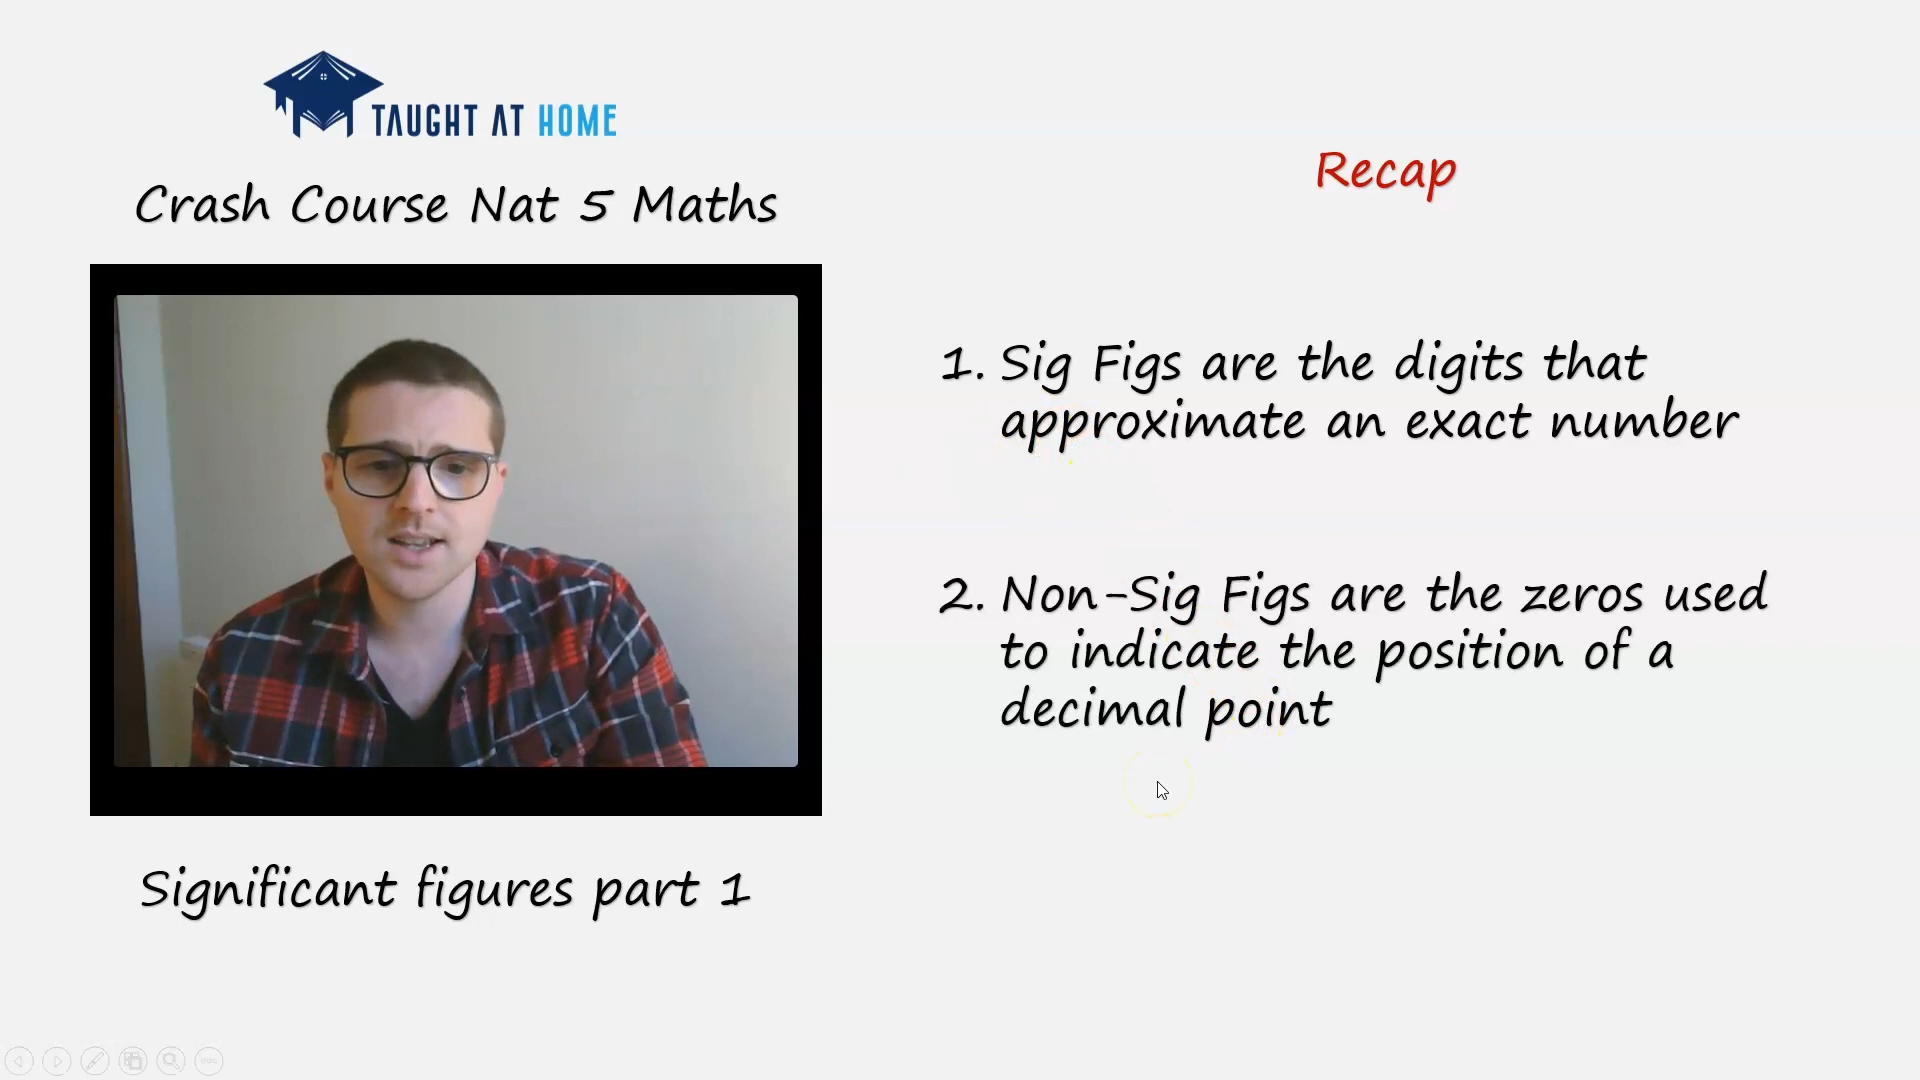 TAUGHT AT HOME
Crash Course Nat 5 Maths
Significant figures part 1
Recap
1. Sig Figs are the digits that
approximate an exact number
2. Non-Sig Figs are the zeros used
to indicate the position of a
decimal point